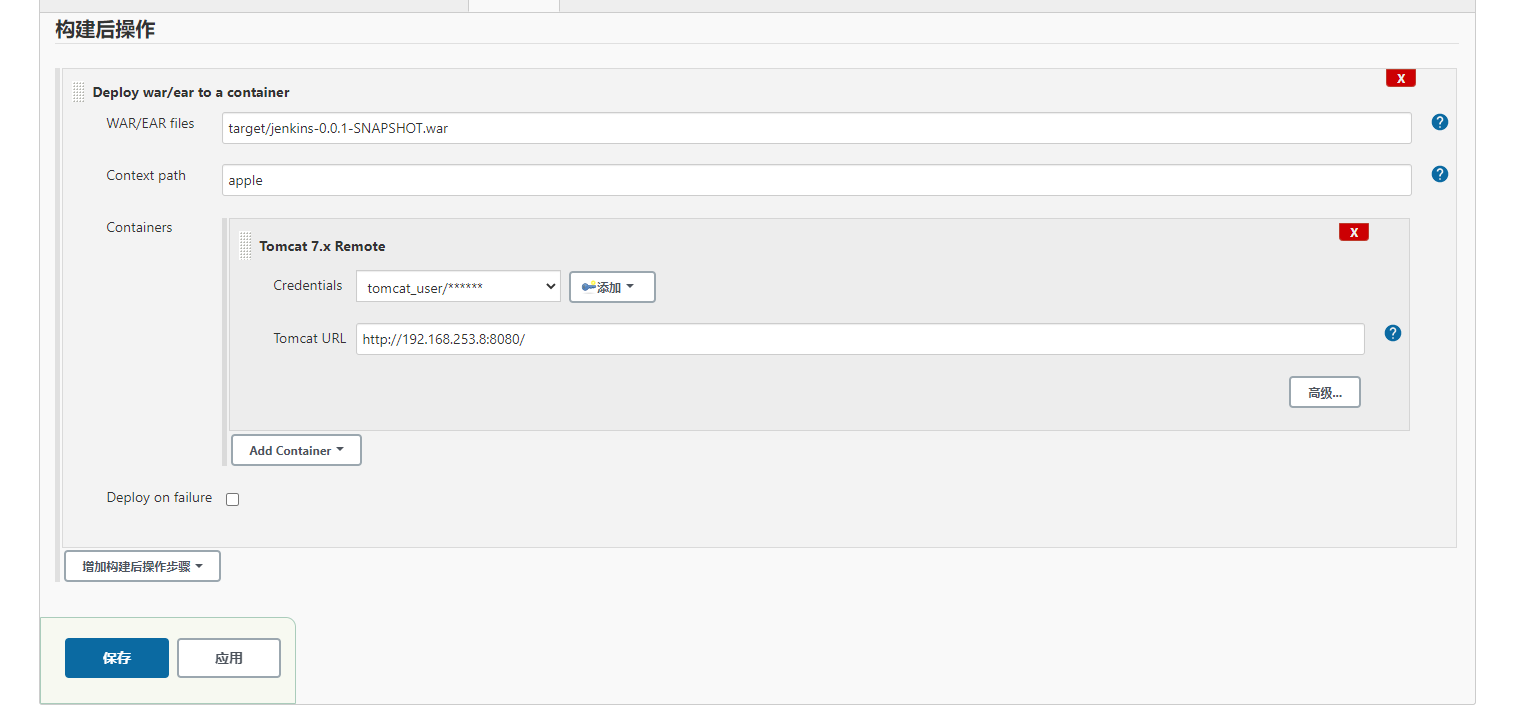 构建后操作
X
Deploy war/ear to a container
WAR/EAR files
target/jenkins-0.0.1-SNAPSHOT.war
?
Context path
apple
?
Containers
X
Tomcat 7.x Remote
Credentials
tomcat_user/******
添加
Tomcat URL
http://192.168.253.8:8080/
?
高级...
Add Container
Deploy on failure
增加构建后操作步骤
保存
应用